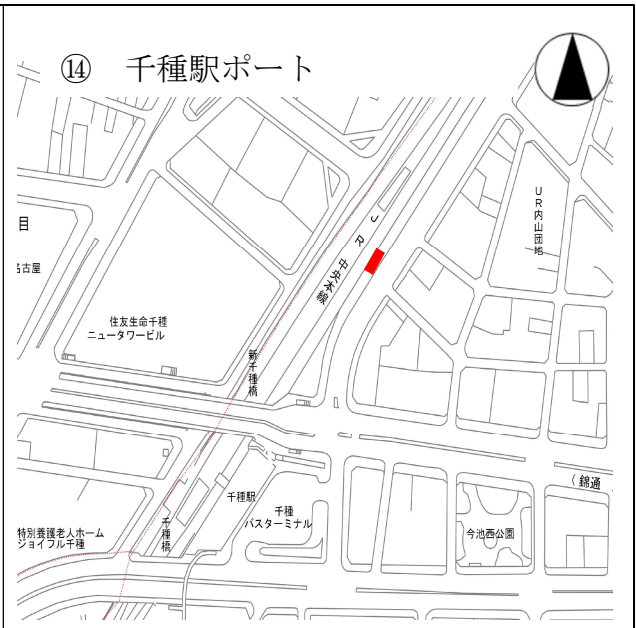 ⑭ 千種駅ポート
UR内山団地
JR 中央本線
目
名古屋
住友生命千種
ニュータワービル
新千種橋
(錦通
千種駅
千種
バスターミナル
今池西公園
特別養護老人ホーム
ジョイフル千種
千種橋